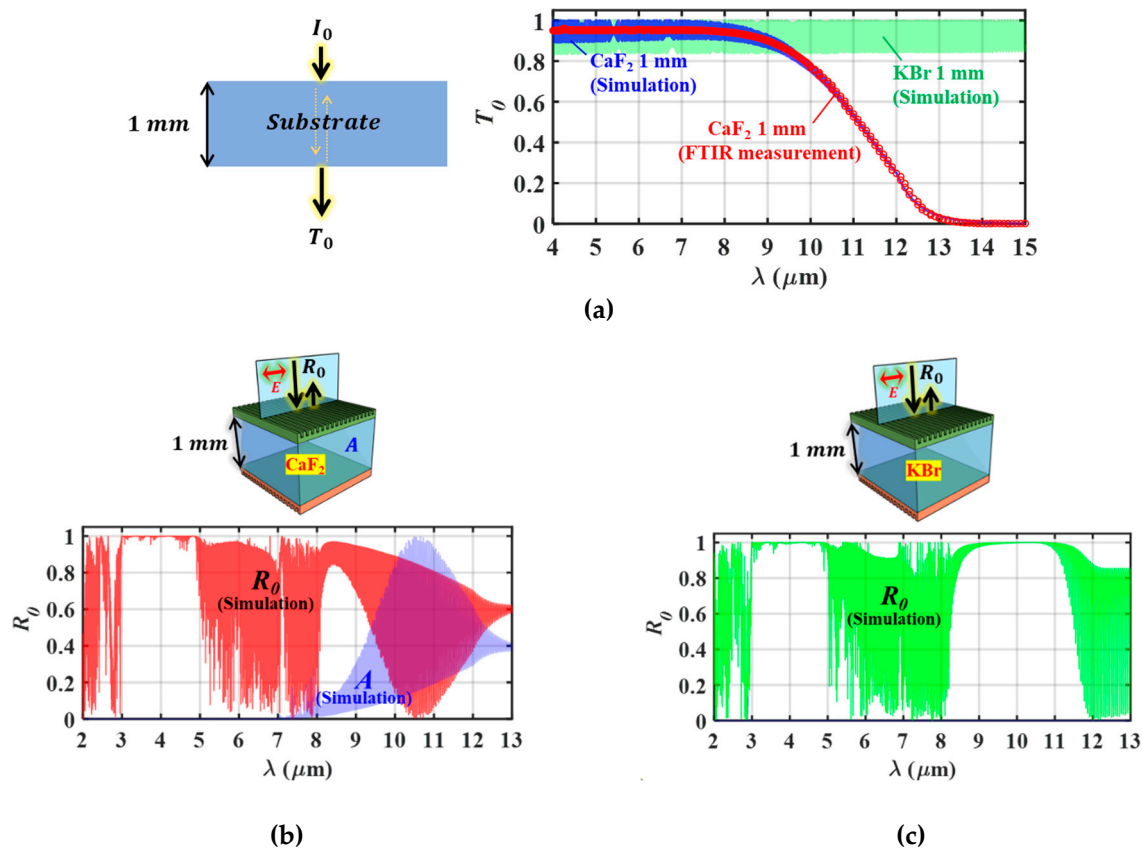 I₀
1 mm
Substrate
T₀
T₀
1
0.8
0.6
0.4
0.2
0
CaF₂ 1 mm
(Simulation)
KBr 1 mm
(Simulation)
CaF₂ 1 mm
(FTIR measurement)
4 5 6 7 8 9 10 11 12 13 14 15
λ (μm)
(a)
R₀
E
1 mm
A
CaF₂
R₀
1
0.8
0.6
0.4
0.2
0
R₀
(Simulation)
A
(Simulation)
2 3 4 5 6 7 8 9 10 11 12 13
λ (μm)
(b)
R₀
E
1 mm
KBr
R₀
1
0.8
0.6
0.4
0.2
0
R₀
(Simulation)
2 3 4 5 6 7 8 9 10 11 12 13
λ (μm)
(c)